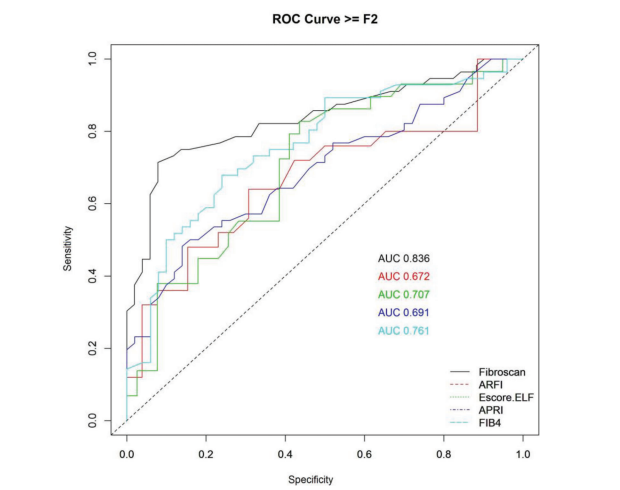 ROC Curve >= F2
Sensitivity
1.0
0.8
0.6
0.4
0.2
0.0
AUC 0.836
AUC 0.672
AUC 0.707
AUC 0.691
AUC 0.761
Fibroscan
ARFI
Escore.ELF
APRI
FIB4
0.0 0.2 0.4 0.6 0.8 1.0
Specificity